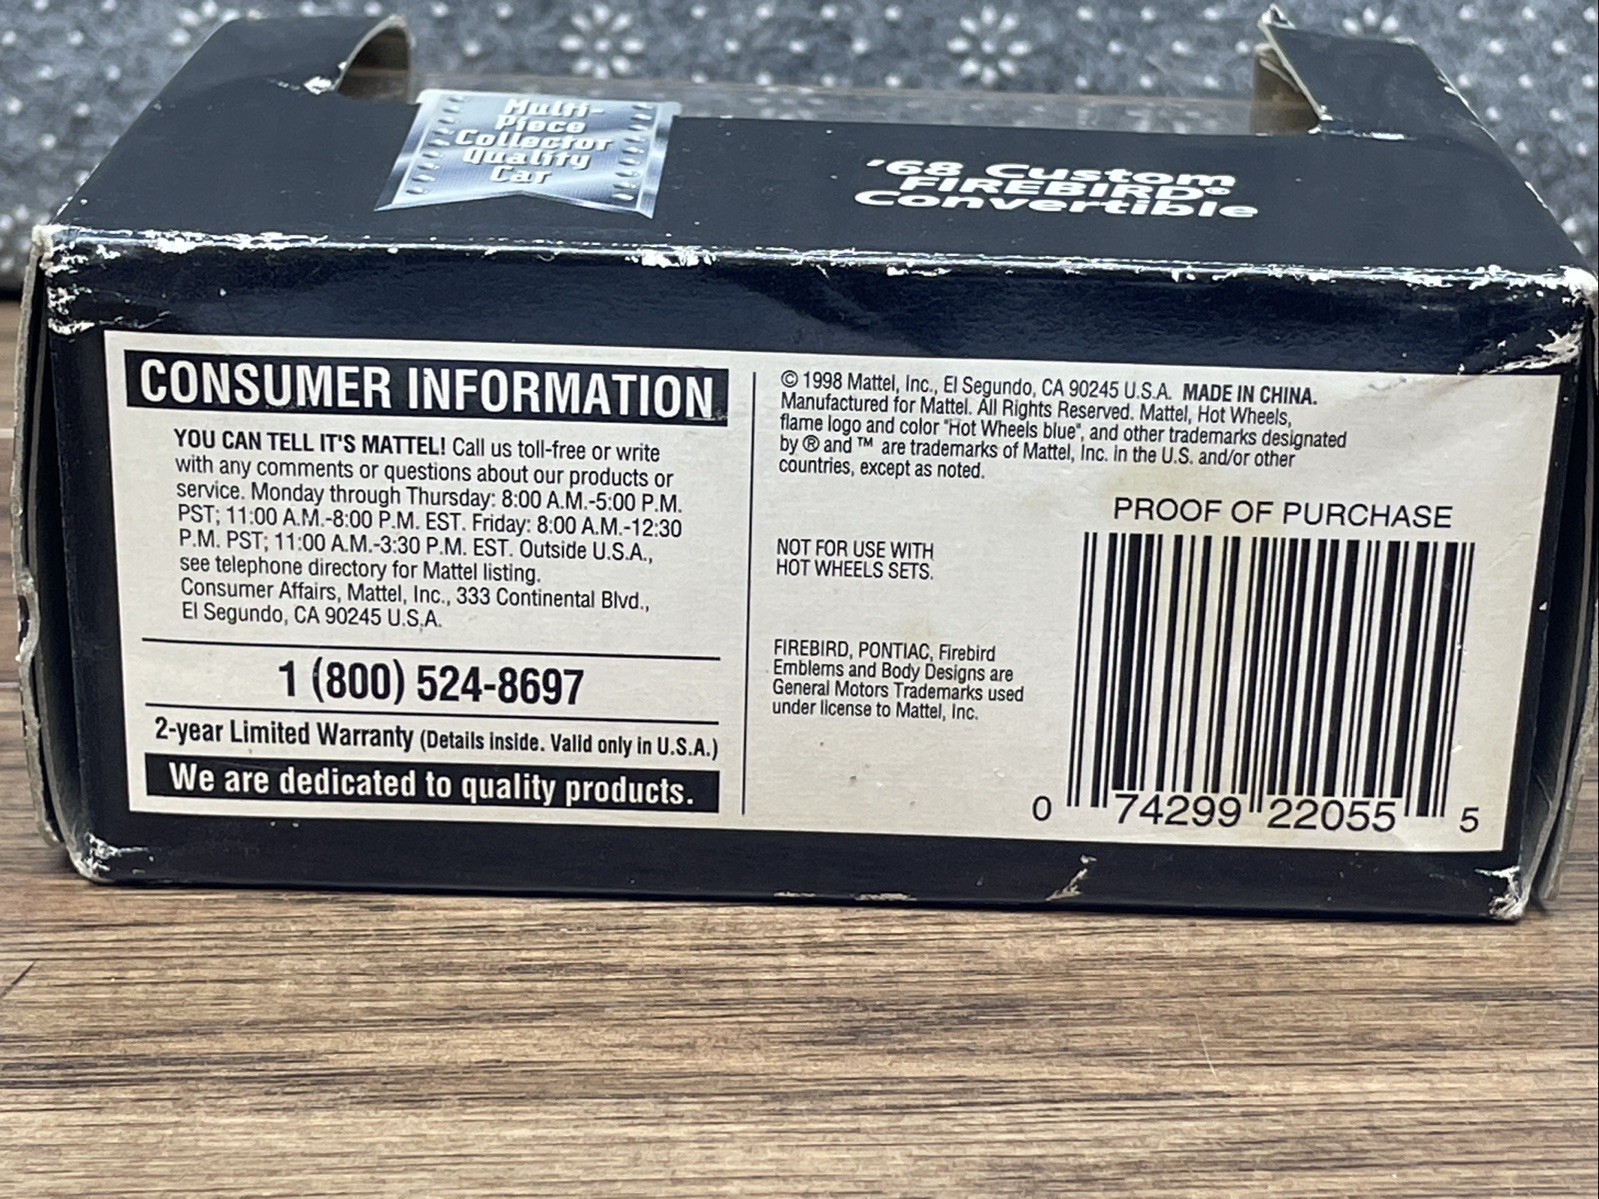 Multi-
Piece
Collector
Quality
Car
'68 Custom
FIREBIRD®
Convertible
CONSUMER INFORMATION
YOU CAN TELL IT'S MATTEL! Call us toll-free or write
with any comments or questions about our products or
service. Monday through Thursday: 8:00 A.M.-5:00 P.M.
PST; 11:00 A.M.-8:00 P.M. EST. Friday: 8:00 A.M.-12:30
P.M. PST; 11:00 A.M.-3:30 P.M. EST. Outside U.S.A.,
see telephone directory for Mattel listing.
Consumer Affairs, Mattel, Inc., 333 Continental Blvd.,
El Segundo, CA 90245 U.S.A.
1 (800) 524-8697
2-year Limited Warranty (Details inside. Valid only in U.S.A.)
We are dedicated to quality products.
© 1998 Mattel, Inc., El Segundo, CA 90245 U.S.A. MADE IN CHINA.
Manufactured for Mattel. All Rights Reserved. Mattel, Hot Wheels,
flame logo and color "Hot Wheels blue", and other trademarks designated
by ® and ™ are trademarks of Mattel, Inc. in the U.S. and/or other
countries, except as noted.
PROOF OF PURCHASE
NOT FOR USE WITH
HOT WHEELS SETS.
FIREBIRD, PONTIAC, Firebird
Emblems and Body Designs are
General Motors Trademarks used
under license to Mattel, Inc.
0 74299 22055 5